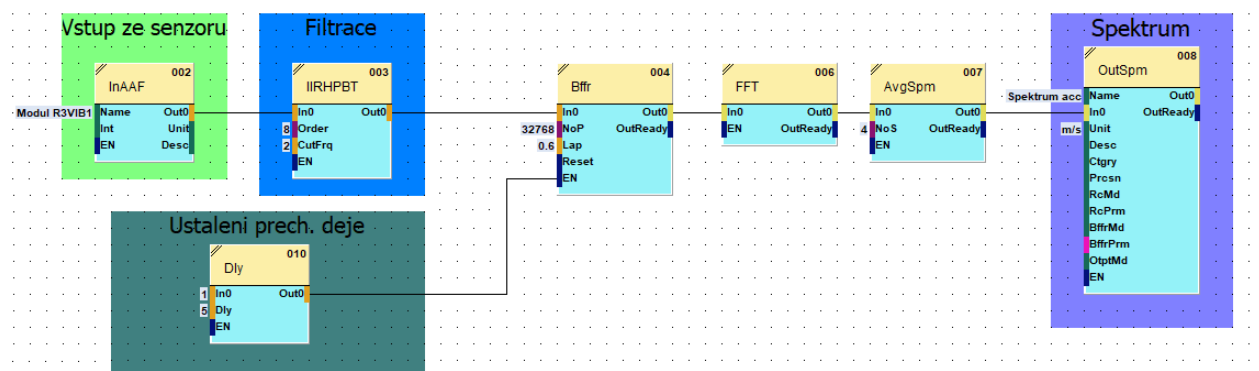 Vstup ze senzoru
Filtrace
Spektrum
002
InAAF
Modul R3VIB1 Name Out0
Int Unit
EN Desc
003
IIRHPBT
In0 Out0
8 Order
2 CutFrq
EN
004
Bffr
In0 Out0
32768 NoP OutReady
0.6 Lap
Reset
EN
006
FFT
In0 Out0
EN OutReady
007
AvgSpm
In0 Out0
4 NoS OutReady
EN
008
OutSpm
Spektrum acc Name Out0
In0 OutReady
m/s Unit
Desc
Ctgry
Prcsn
RcMd
RcPrm
BffrMd
BffrPrm
OtptMd
EN
Ustaleni prech. deje
010
Dly
1 In0 Out0
5 Dly
EN